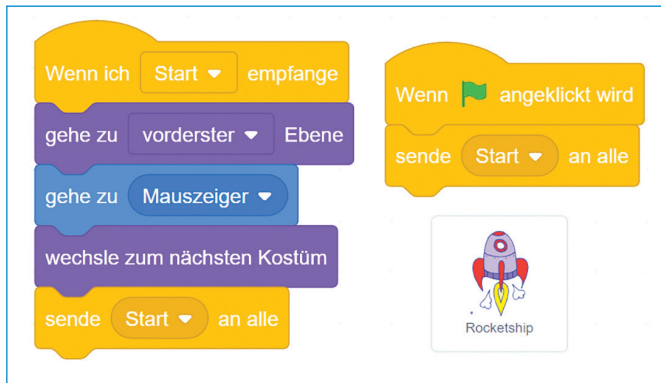 Wenn ich Start empfange
gehe zu vorderster Ebene
gehe zu Mauszeiger
wechsle zum nächsten Kostüm
sende Start an alle
Wenn angeklickt wird
sende Start an alle
Rocketship